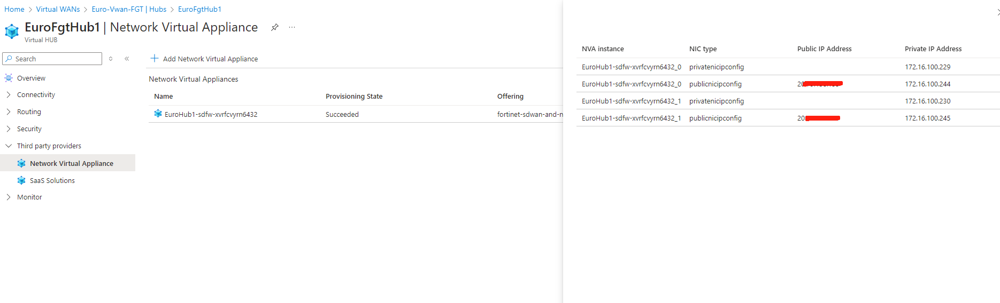 Home > Virtual WANs > Euro-Vwan-FGT | Hubs > EuroFgtHub1
EuroFgtHub1 | Network Virtual Appliance ...
Virtual HUB
Search
Overview
Connectivity
Routing
Security
Third party providers
Network Virtual Appliance
SaaS Solutions
Monitor
Add Network Virtual Appliance
Network Virtual Appliances
Name Provisioning State Offering
EuroHub1-sdfw-xvrfcvyrn6432 Succeeded fortinet-sdwan-and-n
NVA instance NIC type Public IP Address Private IP Address
EuroHub1-sdfw-xvrfcvyrn6432_0 privatenicipconfig 172.16.100.229
EuroHub1-sdfw-xvrfcvyrn6432_0 publicnicipconfig 20 172.16.100.244
EuroHub1-sdfw-xvrfcvyrn6432_1 privatenicipconfig 172.16.100.230
EuroHub1-sdfw-xvrfcvyrn6432_1 publicnicipconfig 20 172.16.100.245